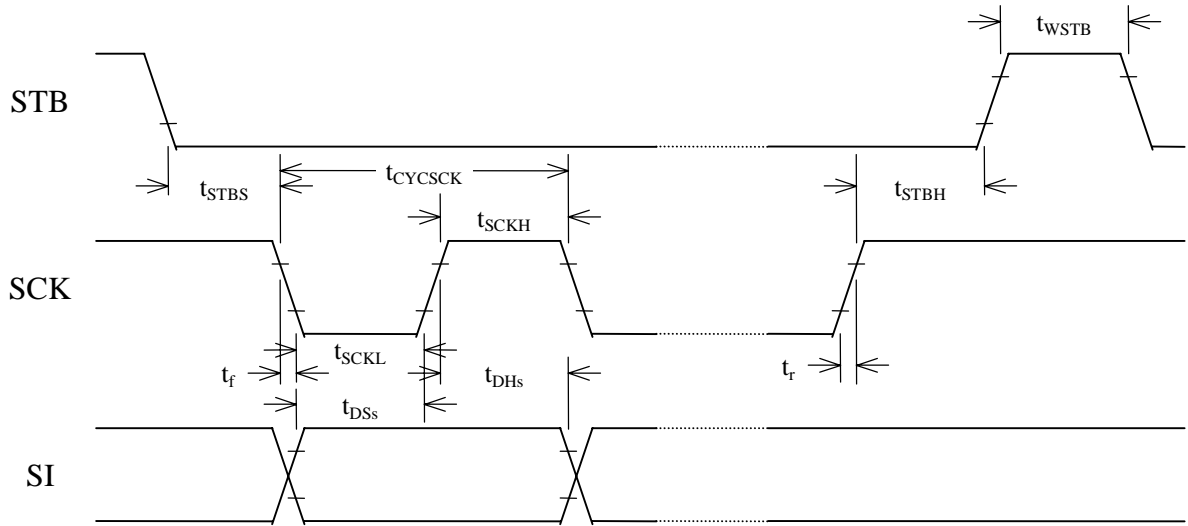 tWSTB
STB
tCYCSCK
tSTBS
tSTBH
tSCKH
SCK
tSCKL
tf
tDHs
tr
tDSs
SI